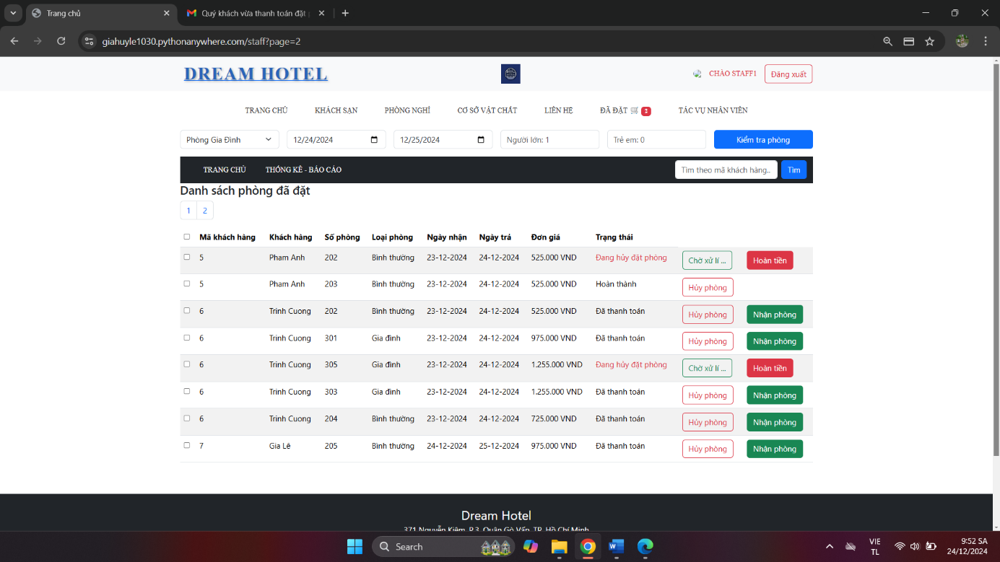 Trang chủ
Quý khách vừa thanh toán đặt
giahuyle1030.pythonanywhere.com/staff?page=2
DREAM HOTEL
CHÀO STAFF1
Đăng xuất
TRANG CHỦ KHÁCH SẠN PHÒNG NGHỈ CƠ SỞ VẬT CHẤT LIÊN HỆ ĐÃ ĐẶT 🛒 2 TÁC VỤ NHÂN VIÊN
Phòng Gia Đình 12/24/2024 12/25/2024 Người lớn: 1 Trẻ em: 0 Kiểm tra phòng
TRANG CHỦ THỐNG KÊ - BÁO CÁO Tìm theo mã khách hàng.. Tìm
Danh sách phòng đã đặt
1 2
Mã khách hàng Khách hàng Số phòng Loại phòng Ngày nhận Ngày trả Đơn giá Trạng thái
5 Pham Anh 202 Bình thường 23-12-2024 24-12-2024 525.000 VND Đang hủy đặt phòng Chờ xử lí ... Hoàn tiền
5 Pham Anh 203 Bình thường 23-12-2024 24-12-2024 525.000 VND Hoàn thành Hủy phòng
6 Trinh Cuong 202 Bình thường 23-12-2024 24-12-2024 525.000 VND Đã thanh toán Hủy phòng Nhận phòng
6 Trinh Cuong 301 Gia đình 23-12-2024 24-12-2024 975.000 VND Đã thanh toán Hủy phòng Nhận phòng
6 Trinh Cuong 305 Gia đình 23-12-2024 24-12-2024 1.255.000 VND Đang hủy đặt phòng Chờ xử lí ... Hoàn tiền
6 Trinh Cuong 303 Gia đình 23-12-2024 24-12-2024 1.255.000 VND Đã thanh toán Hủy phòng Nhận phòng
6 Trinh Cuong 204 Bình thường 23-12-2024 24-12-2024 725.000 VND Đã thanh toán Hủy phòng Nhận phòng
7 Gia Lê 205 Bình thường 24-12-2024 25-12-2024 975.000 VND Đã thanh toán Hủy phòng Nhận phòng
Dream Hotel
371 Nguyễn Kiệm, P.3, Quận Gò Vấp, TP. Hồ Chí Minh
Search
VIE
TL
9:52 SA
24/12/2024